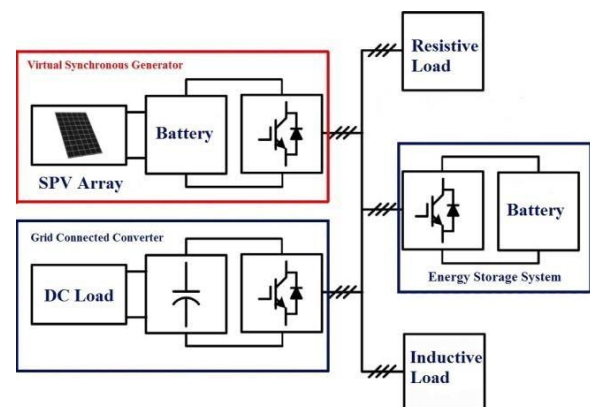 Virtual Synchronous Generator
Battery
SPV Array
Resistive
Load
Battery
Energy Storage System
Grid Connected Converter
DC Load
Inductive
Load